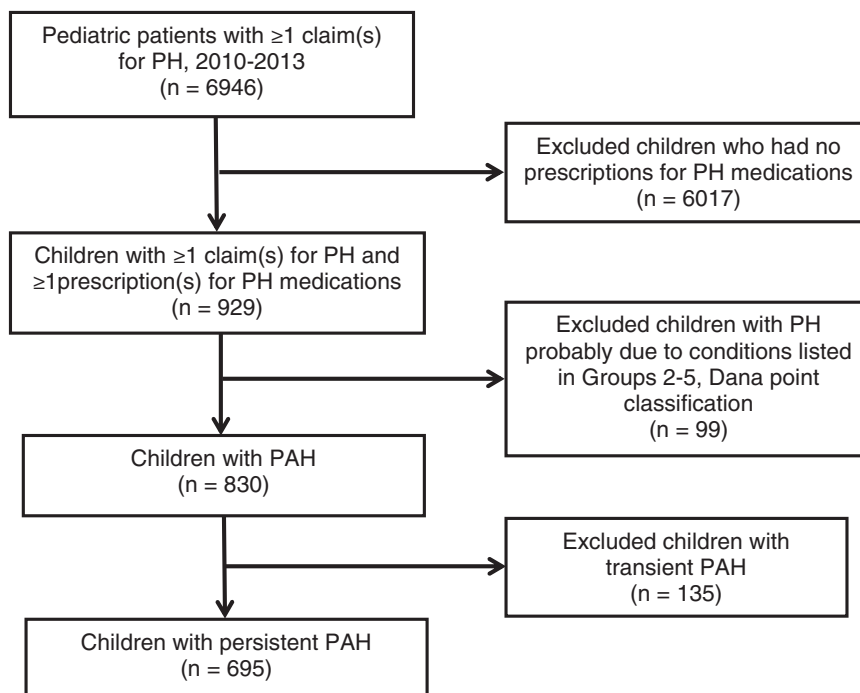 Pediatric patients with ≥1 claim(s)
for PH, 2010-2013
(n = 6946)
Excluded children who had no
prescriptions for PH medications
(n = 6017)
Children with ≥1 claim(s) for PH and
≥1prescription(s) for PH medications
(n = 929)
Excluded children with PH
probably due to conditions listed
in Groups 2-5, Dana point
classification
(n = 99)
Children with PAH
(n = 830)
Excluded children with
transient PAH
(n = 135)
Children with persistent PAH
(n = 695)